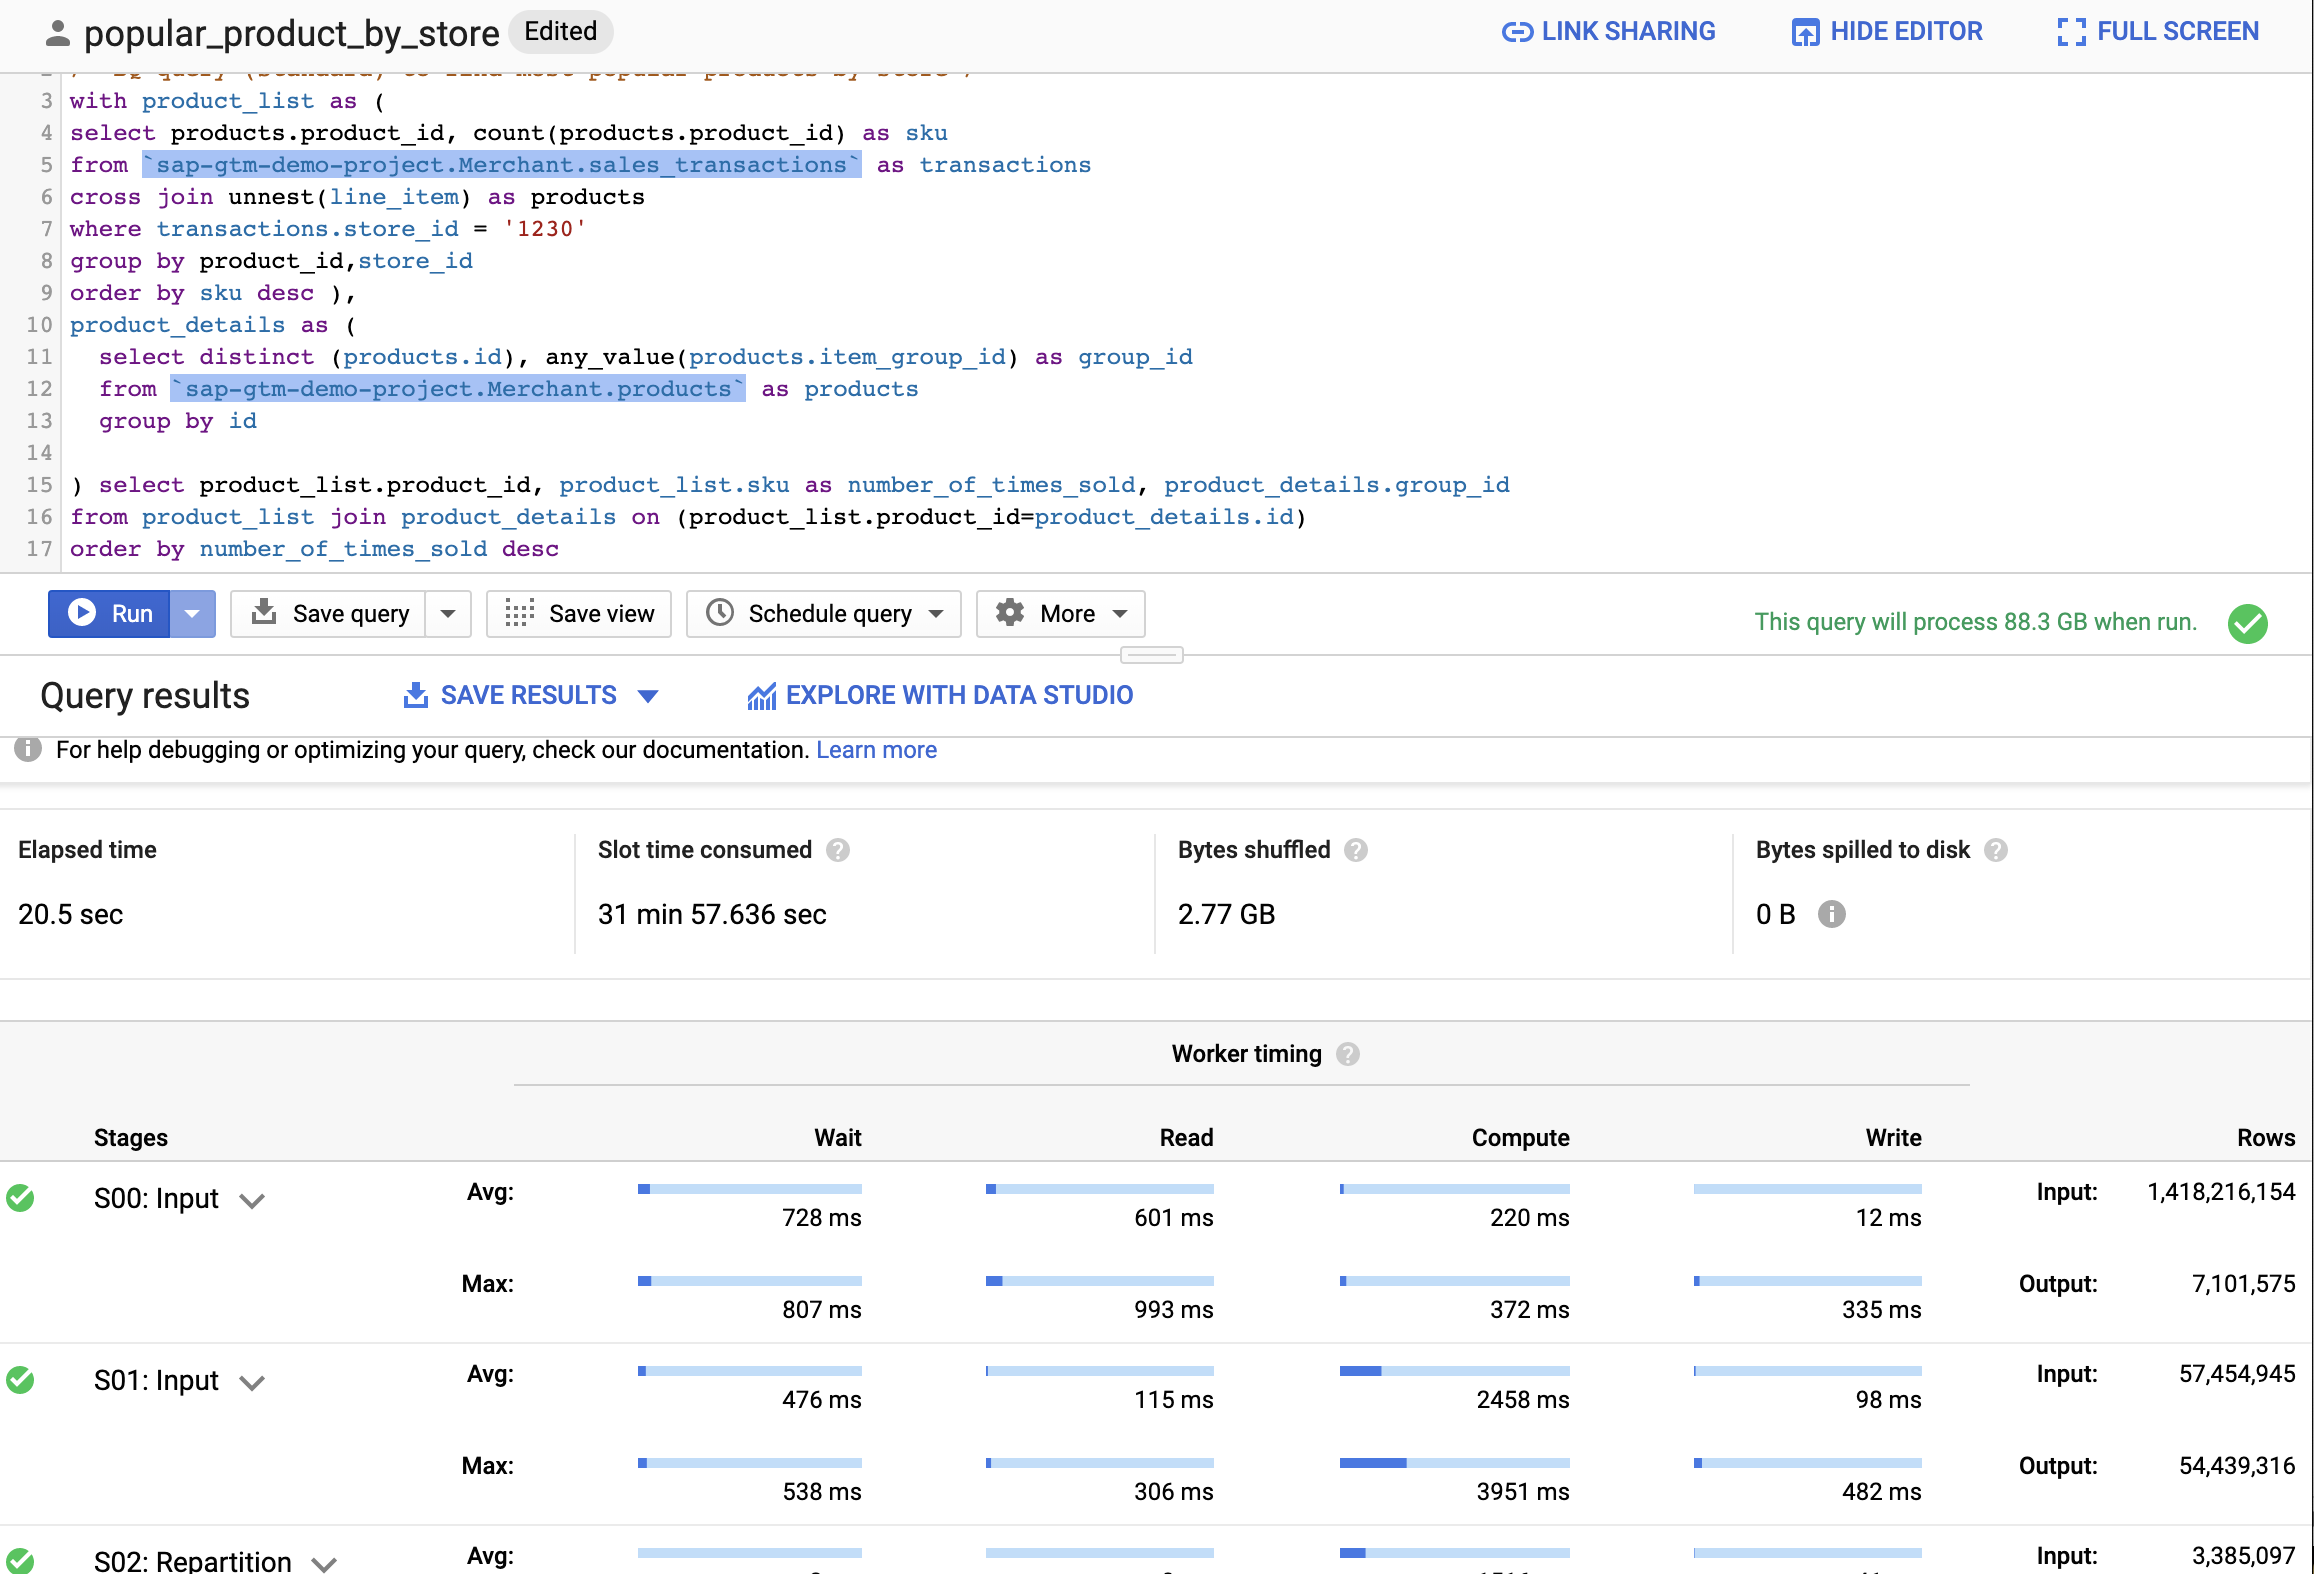 popular_product_by_store Edited LINK SHARING HIDE EDITOR FULL SCREEN
2 /* BQ query (Standard) to find most popular products by store*/
3 with product_list as (
4 select products.product_id, count(products.product_id) as sku
5 from `sap-gtm-demo-project.Merchant.sales_transactions` as transactions
6 cross join unnest(line_item) as products
7 where transactions.store_id = '1230'
8 group by product_id,store_id
9 order by sku desc ),
10 product_details as (
11 select distinct (products.id), any_value(products.item_group_id) as group_id
12 from `sap-gtm-demo-project.Merchant.products` as products
13 group by id
14
15 ) select product_list.product_id, product_list.sku as number_of_times_sold, product_details.group_id
16 from product_list join product_details on (product_list.product_id=product_details.id)
17 order by number_of_times_sold desc
Run Save query Save view Schedule query More This query will process 88.3 GB when run.
Query results SAVE RESULTS EXPLORE WITH DATA STUDIO
For help debugging or optimizing your query, check our documentation. Learn more
Elapsed time Slot time consumed Bytes shuffled Bytes spilled to disk
20.5 sec 31 min 57.636 sec 2.77 GB 0 B
Worker timing
Stages Wait Read Compute Write Rows
S00: Input Avg: 728 ms 601 ms 220 ms 12 ms Input: 1,418,216,154
Max: 807 ms 993 ms 372 ms 335 ms Output: 7,101,575
S01: Input Avg: 476 ms 115 ms 2458 ms 98 ms Input: 57,454,945
Max: 538 ms 306 ms 3951 ms 482 ms Output: 54,439,316
S02: Repartition Avg: Input: 3,385,097